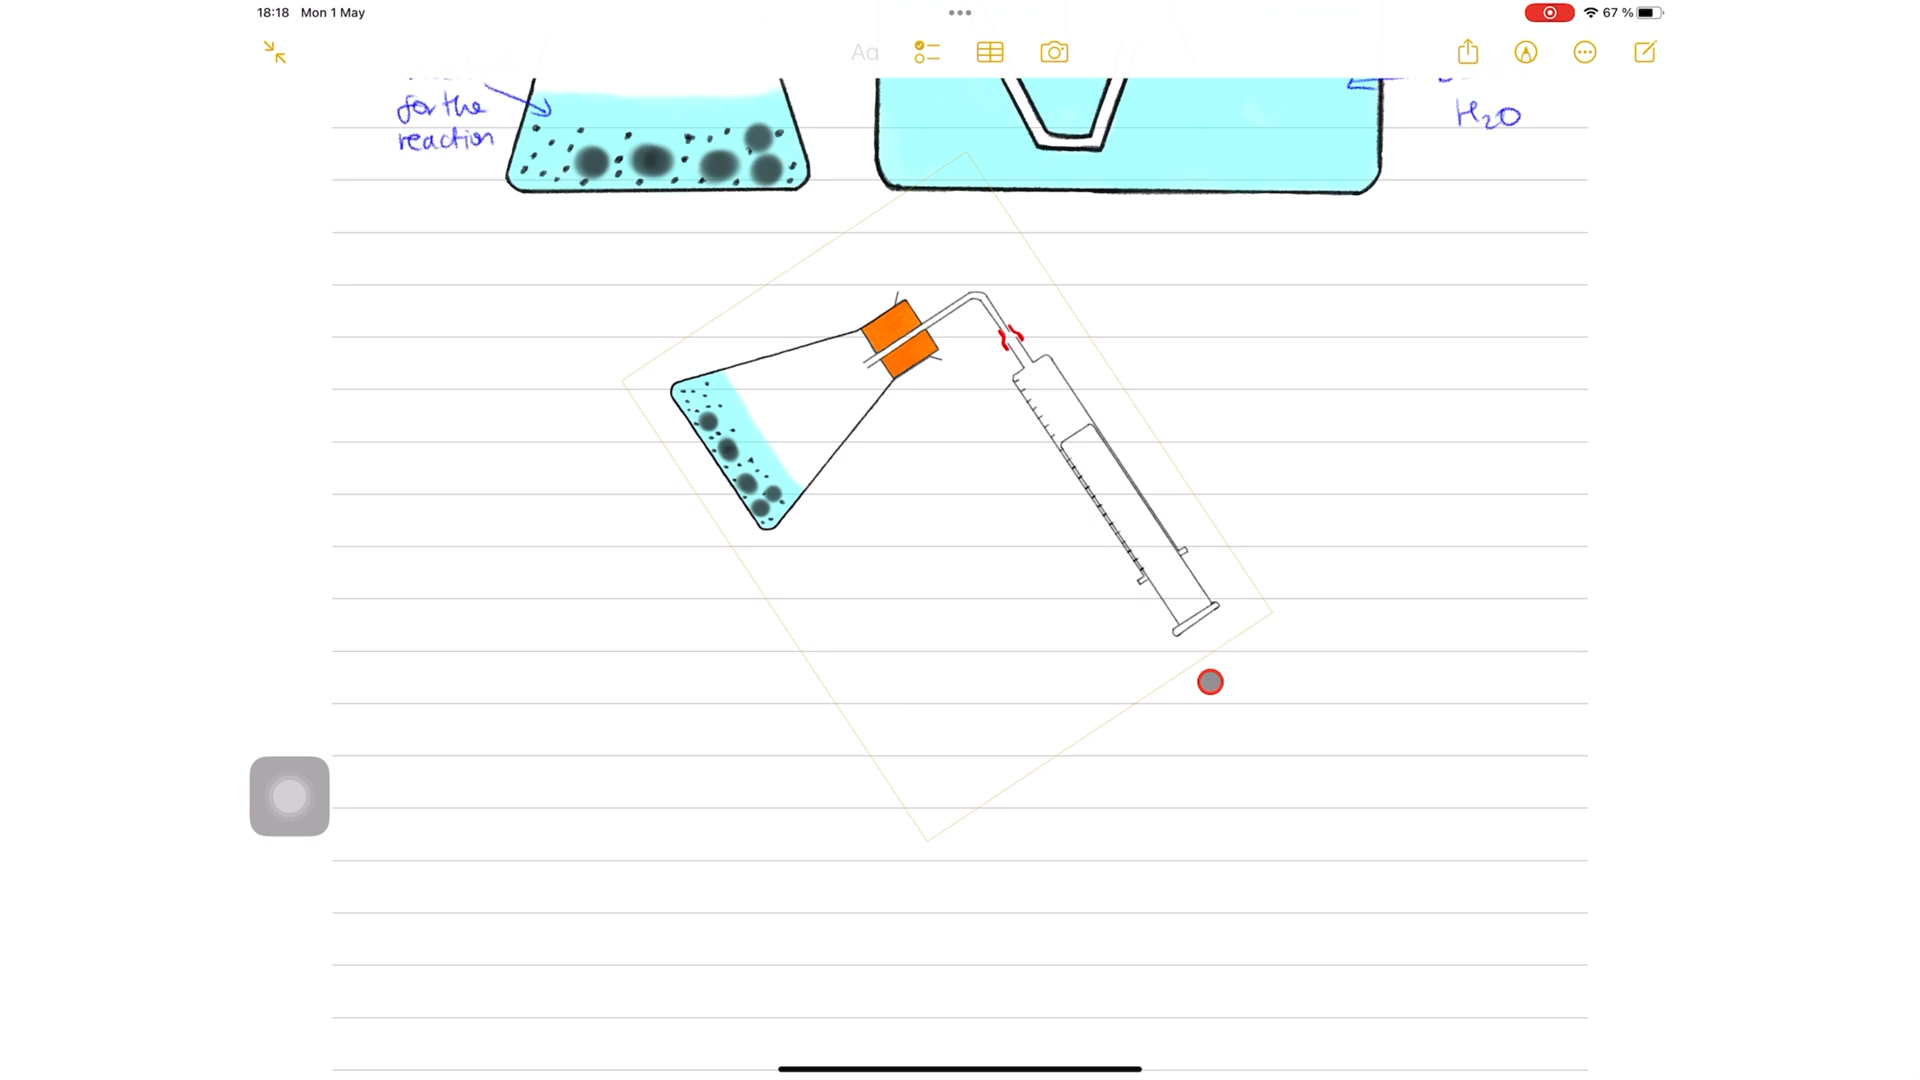 18:18 Mon 1 May
67 %
Aa
for the
reaction
H₂O